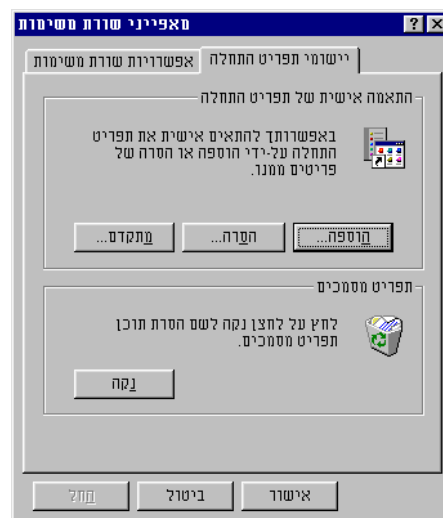 מאפייני שורת משימות
יישומי תפריט התחלה
אפשרויות שורת משימות
התאמה אישית של תפריט התחלה
באפשרותך להתאים אישית את תפריט
התחלה על-ידי הוספה או הסרה של
פריטים ממנו.
הוספה...
הסרה...
מתקדם...
תפריט מסמכים
לחץ על לחצן נקה לשם הסרת תוכן
תפריט מסמכים.
נקה
אישור
ביטול
החל